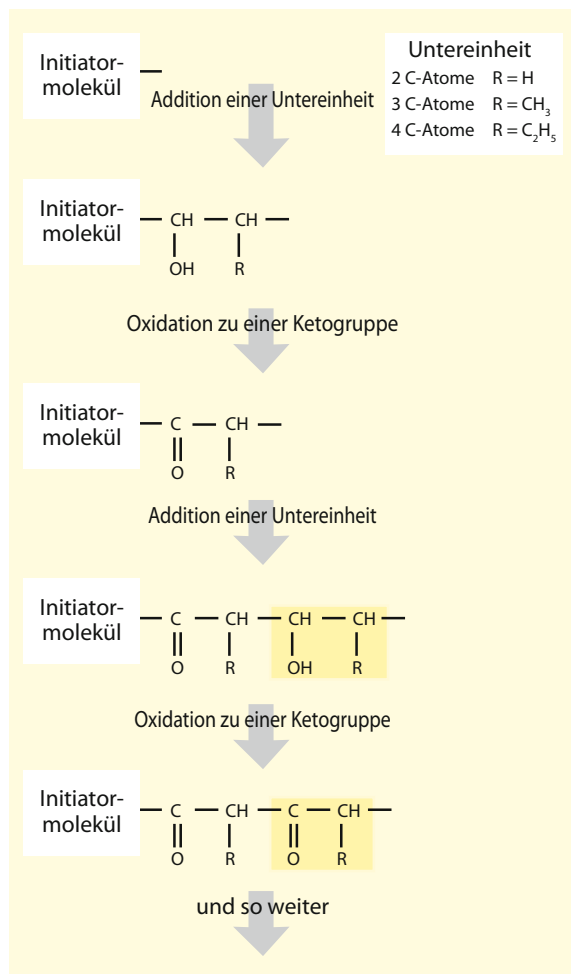 Initiator-
molekül
Untereinheit
2 C-Atome R = H
3 C-Atome R = CH₃
4 C-Atome R = C₂H₅
Addition einer Untereinheit
Initiator-
molekül
CH CH
OH R
Oxidation zu einer Ketogruppe
Initiator-
molekül
C CH
O R
Addition einer Untereinheit
Initiator-
molekül
C CH CH CH
O R OH R
Oxidation zu einer Ketogruppe
Initiator-
molekül
C CH C CH
O R O R
und so weiter